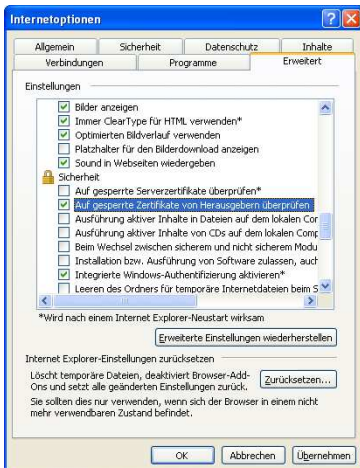 Internetoptionen
Allgemein Sicherheit Datenschutz Inhalte
Verbindungen Programme Erweitert
Einstellungen
Bilder anzeigen
Immer ClearType für HTML verwenden*
Optimierten Bildverlauf verwenden
Platzhalter für den Bilderdownload anzeigen
Sound in Webseiten wiedergeben
Sicherheit
Auf gesperrte Serverzertifikate überprüfen*
Auf gesperrte Zertifikate von Herausgebern überprüfen
Ausführung aktiver Inhalte in Dateien auf dem lokalen Cor
Ausführung aktiver Inhalte von CDs auf dem lokalen Comp
Beim Wechsel zwischen sicherem und nicht sicherem Modu
Installation bzw. Ausführung von Software zulassen, auch
Integrierte Windows-Authentifizierung aktivieren*
Leeren des Ordners für temporäre Internetdateien beim S
*Wird nach einem Internet Explorer-Neustart wirksam
Erweiterte Einstellungen wiederherstellen
Internet Explorer-Einstellungen zurücksetzen
Löscht temporäre Dateien, deaktiviert Browser-Add-
Ons und setzt alle geänderten Einstellungen zurück.
Zurücksetzen...
Sie sollten dies nur verwenden, wenn sich der Browser in einem nicht
mehr verwendbaren Zustand befindet.
OK Abbrechen Übernehmen